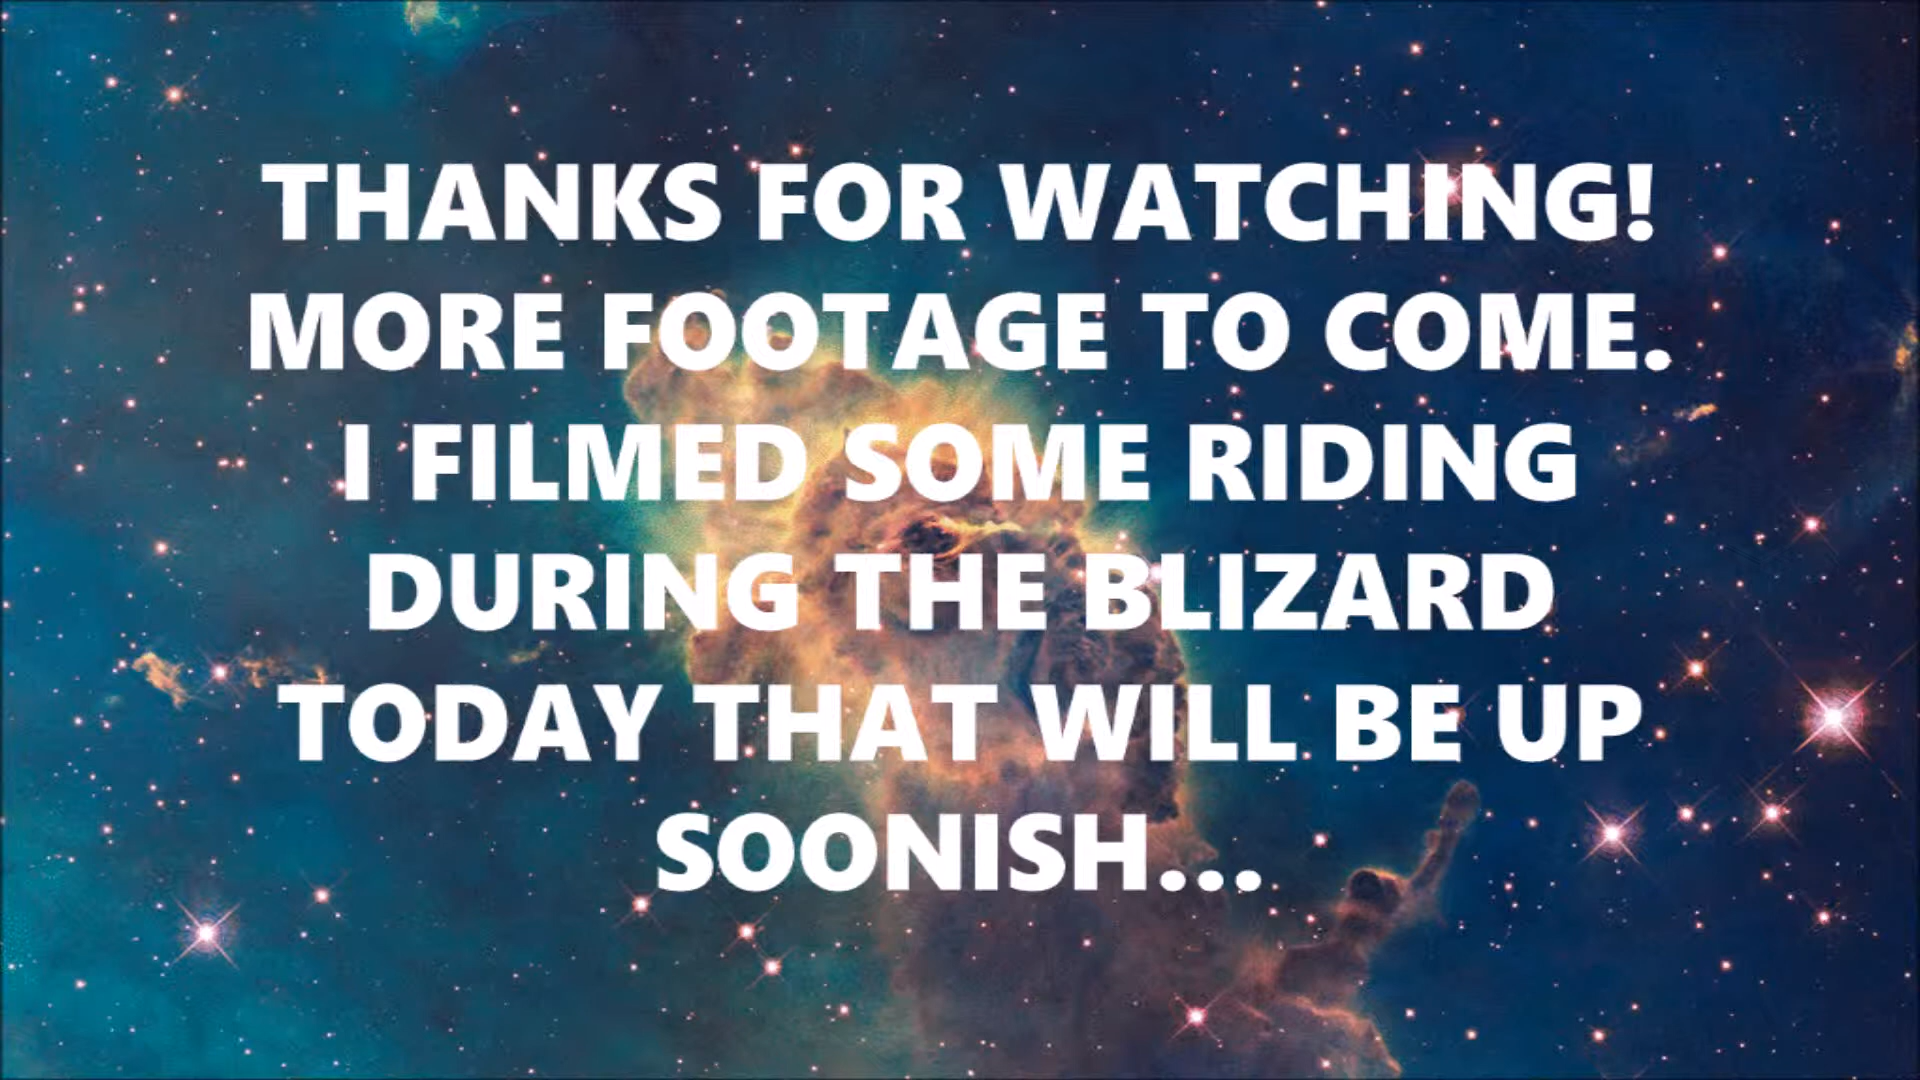 THANKS FOR WATCHING!
MORE FOOTAGE TO COME.
I FILMED SOME RIDING
DURING THE BLIZARD
TODAY THAT WILL BE UP
SOONISH...